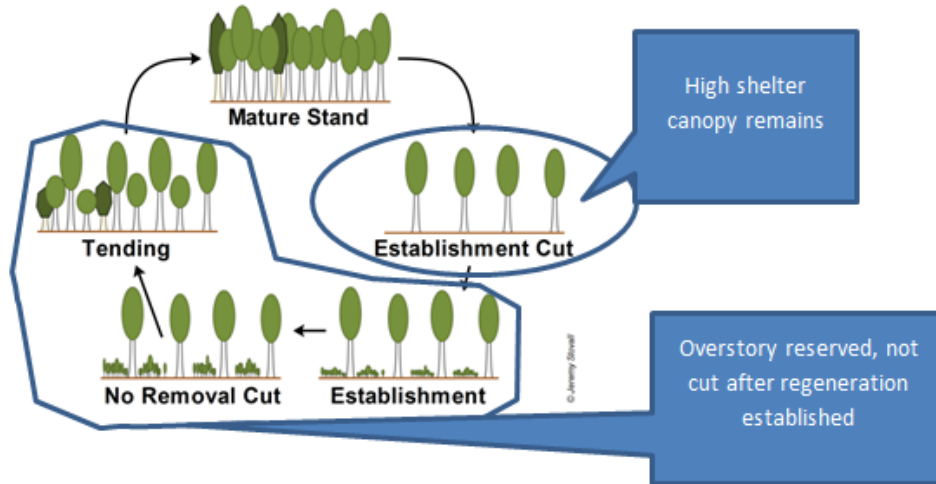 Mature Stand
High shelter
canopy remains
Establishment Cut
Tending
No Removal Cut
Establishment
© Jeremy Stovall
Overstory reserved, not
cut after regeneration
established